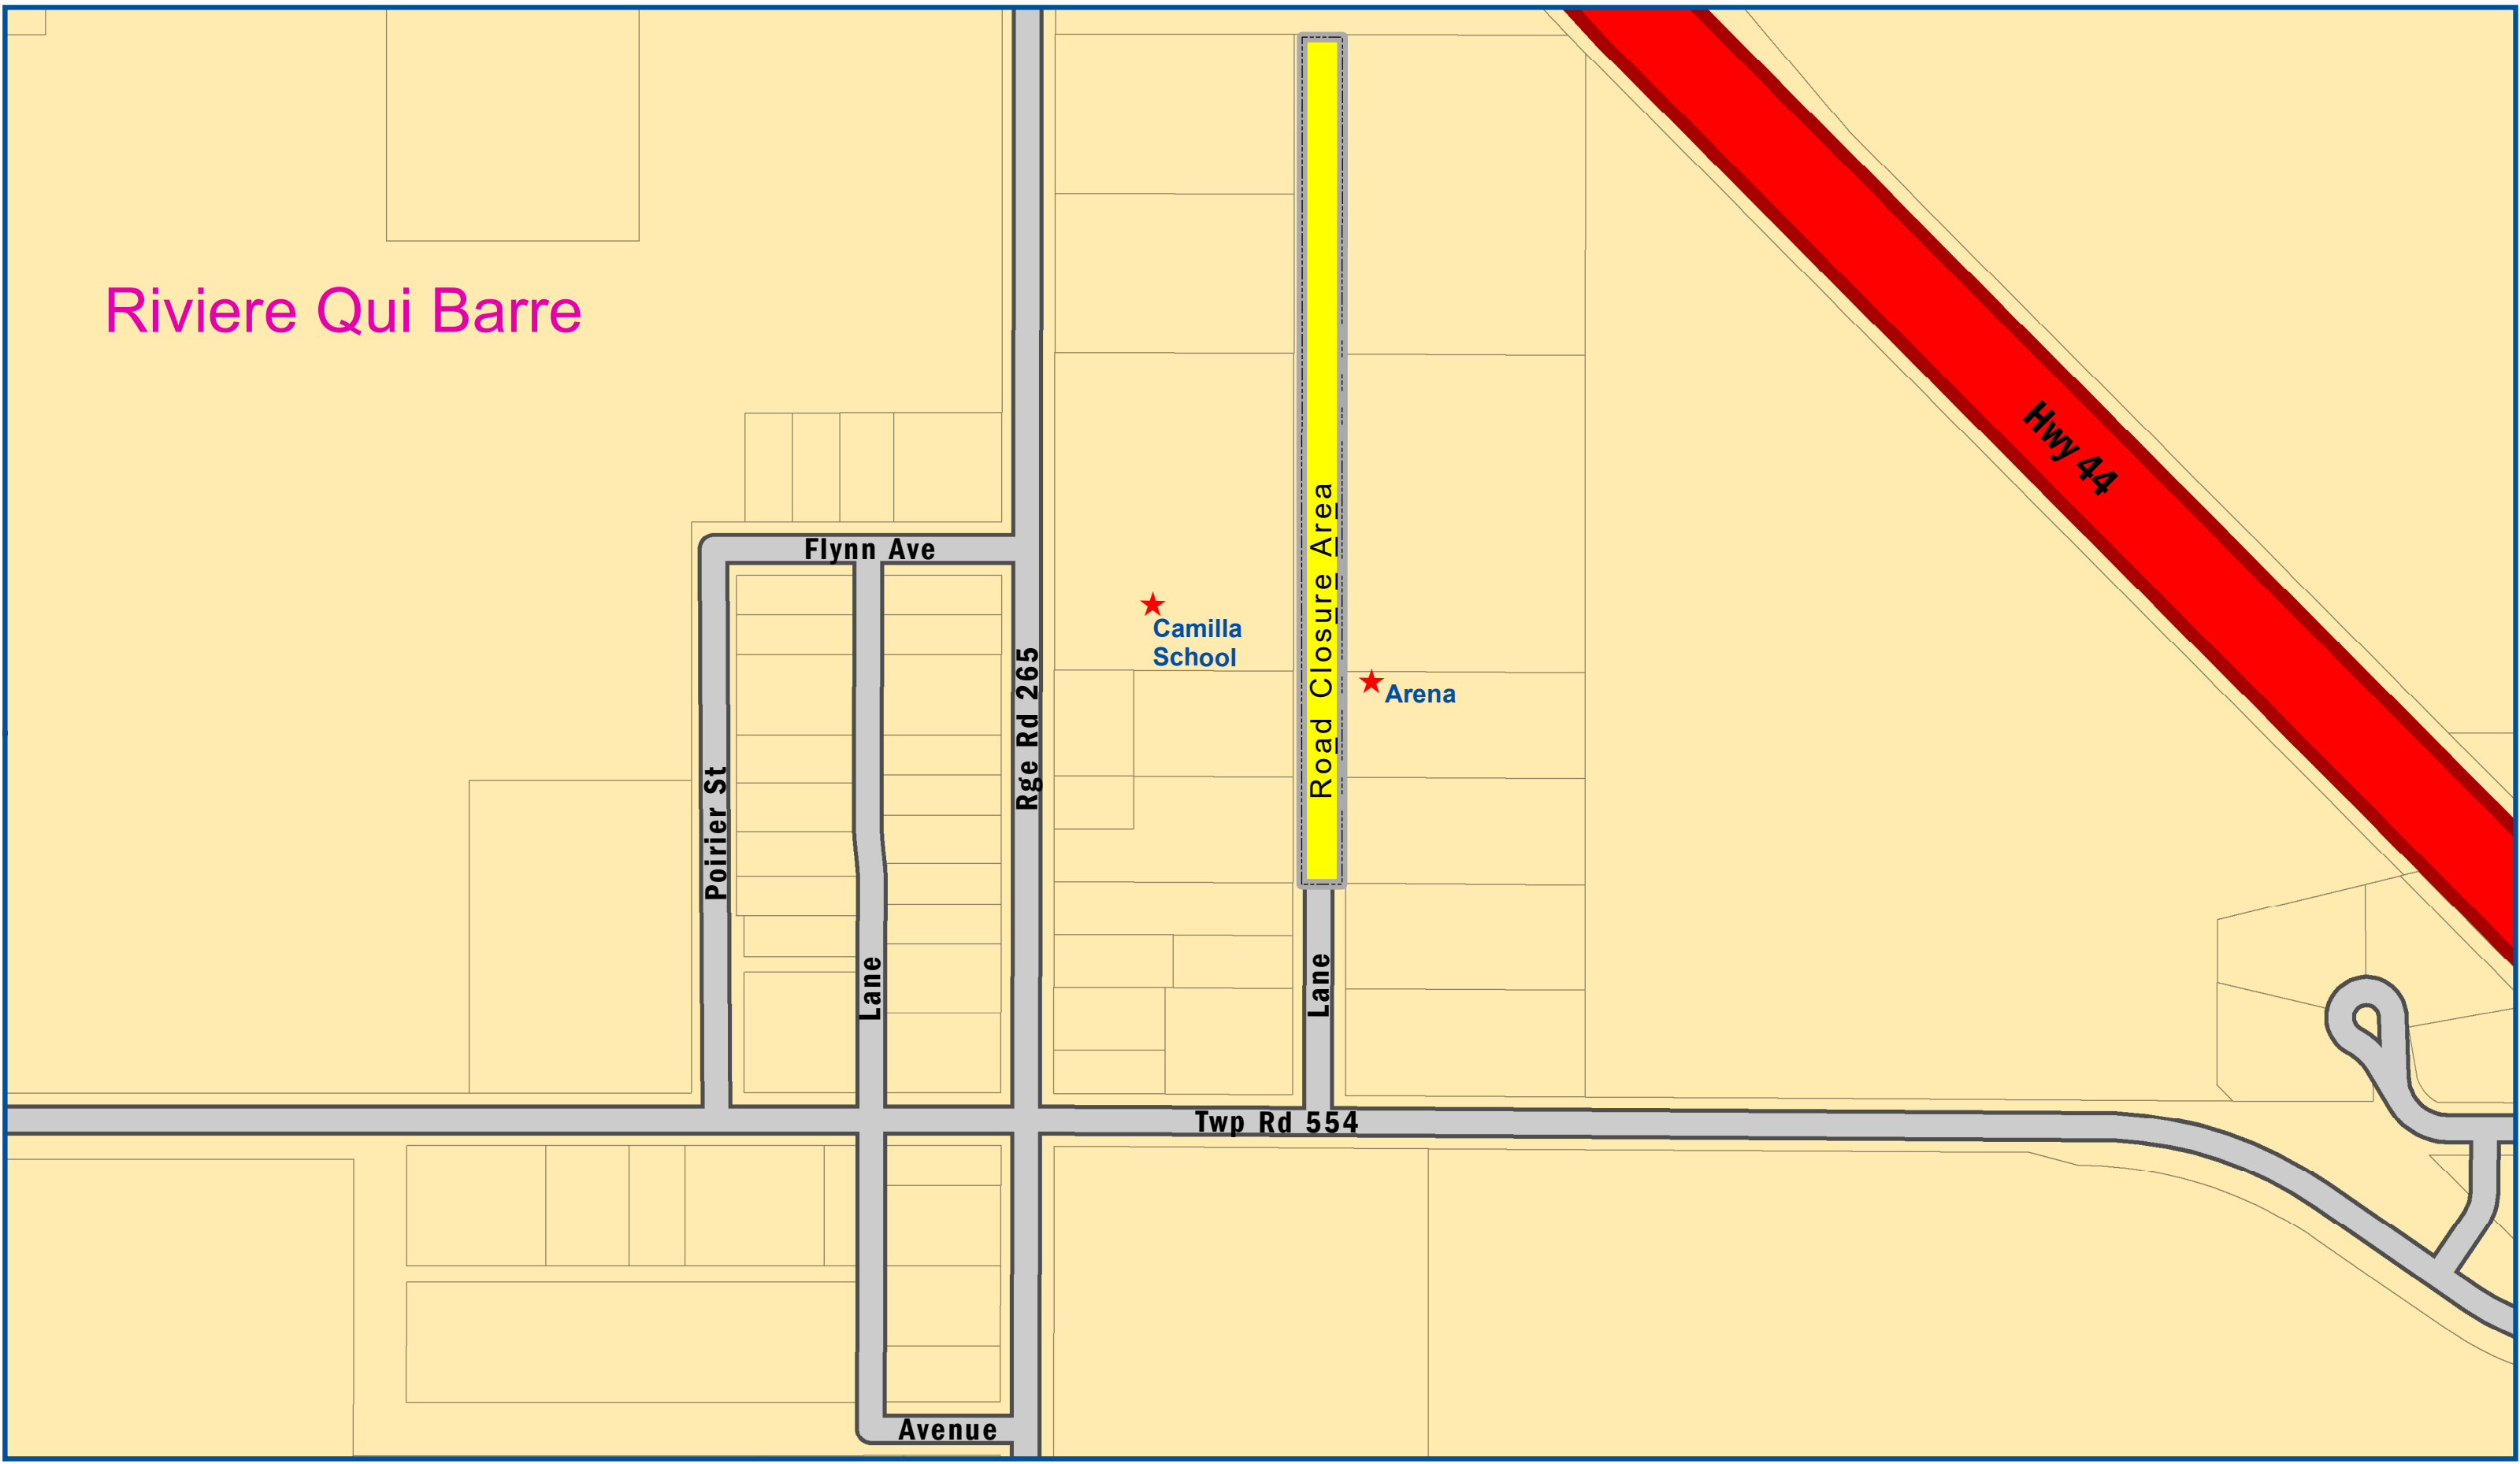 Riviere Qui Barre
Hwy 44
Flynn Ave
Road Closure Area
Camilla
School
Rge Rd 265
Arena
Poirier St
Lane
Lane
Twp Rd 554
Avenue